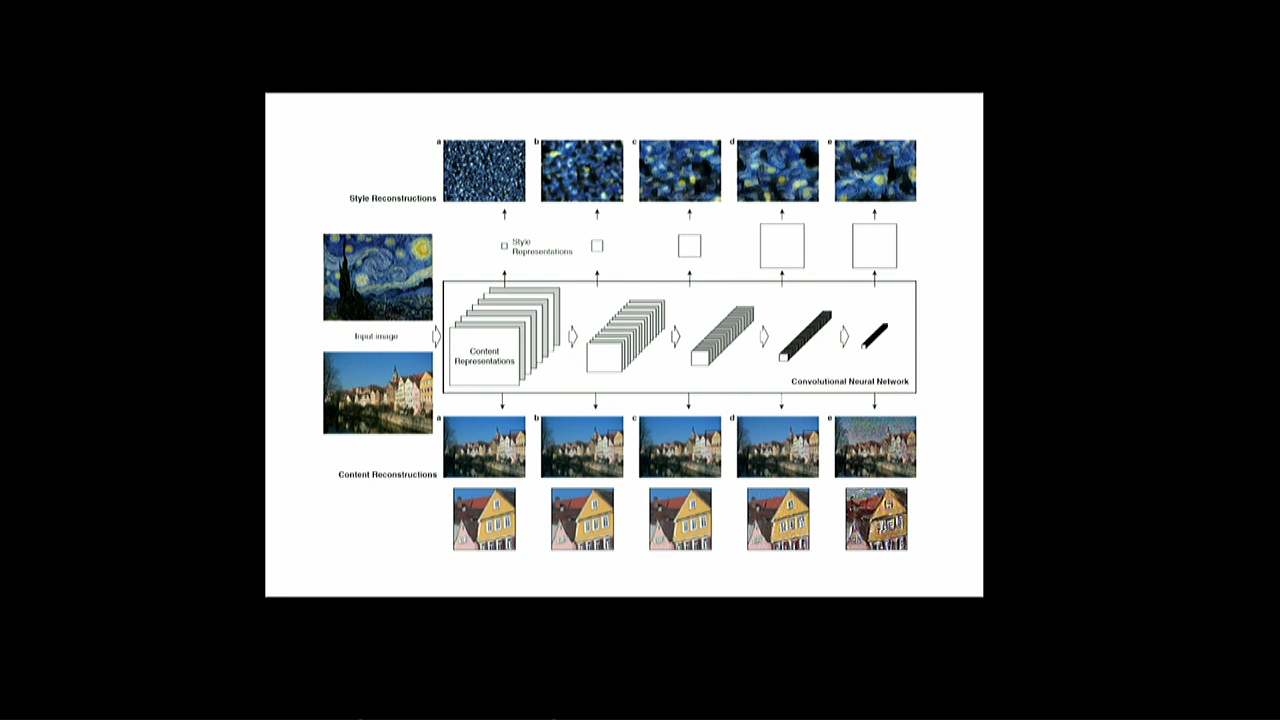 a b c d e
Style Reconstructions
Style
Representations
Input image
Content
Representations
Convolutional Neural Network
a b c d e
Content Reconstructions